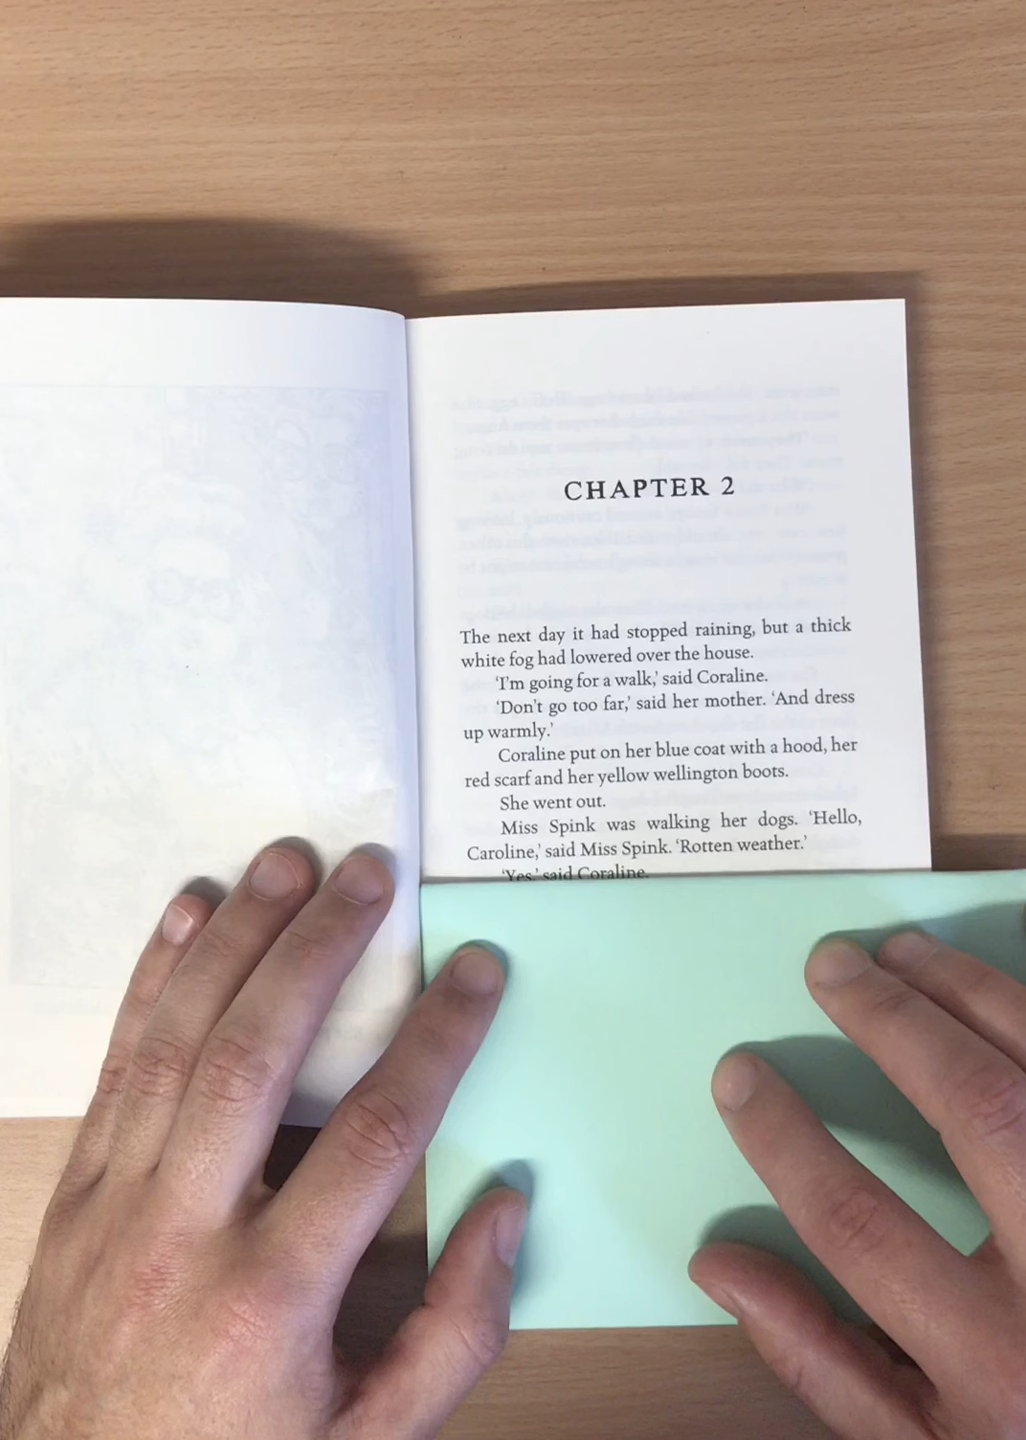 CHAPTER 2
The next day it had stopped raining, but a thick
white fog had lowered over the house.
‘I'm going for a walk,’ said Coraline.
‘Don't go too far,’ said her mother. ‘And dress
up warmly.’
Coraline put on her blue coat with a hood, her
red scarf and her yellow wellington boots.
She went out.
Miss Spink was walking her dogs. ‘Hello,
Caroline,’ said Miss Spink. ‘Rotten weather.’
‘Yes,’ said Coraline.